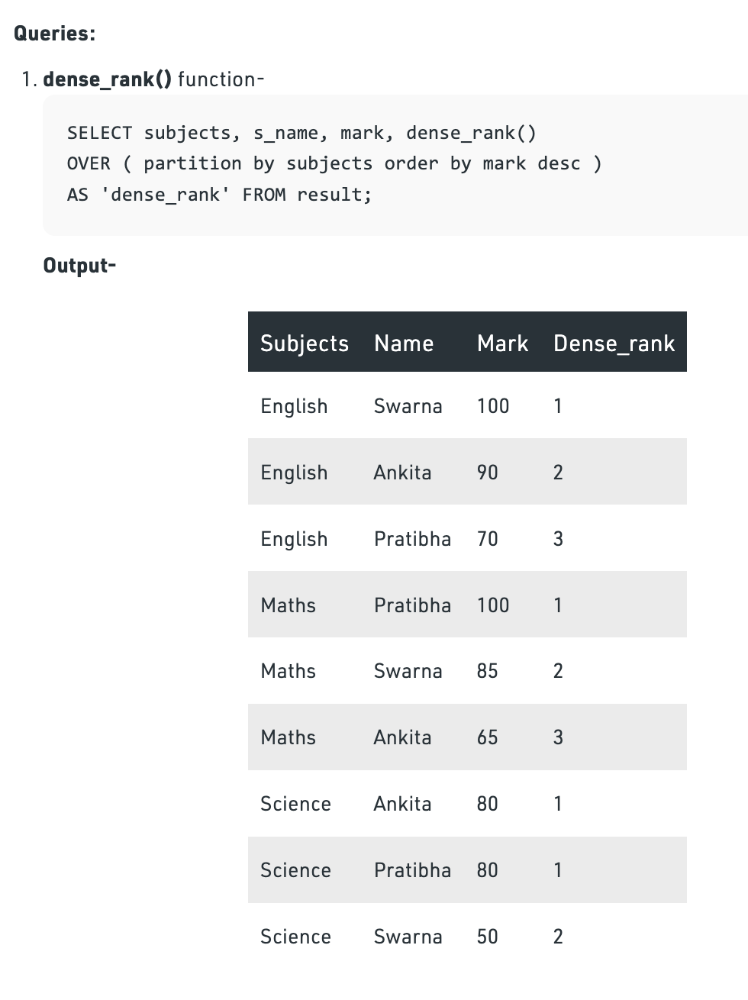 Queries:
1. dense_rank() function-
SELECT subjects, s_name, mark, dense_rank()
OVER ( partition by subjects order by mark desc )
AS 'dense_rank' FROM result;
Output-
Subjects Name Mark Dense_rank
English Swarna 100 1
English Ankita 90 2
English Pratibha 70 3
Maths Pratibha 100 1
Maths Swarna 85 2
Maths Ankita 65 3
Science Ankita 80 1
Science Pratibha 80 1
Science Swarna 50 2